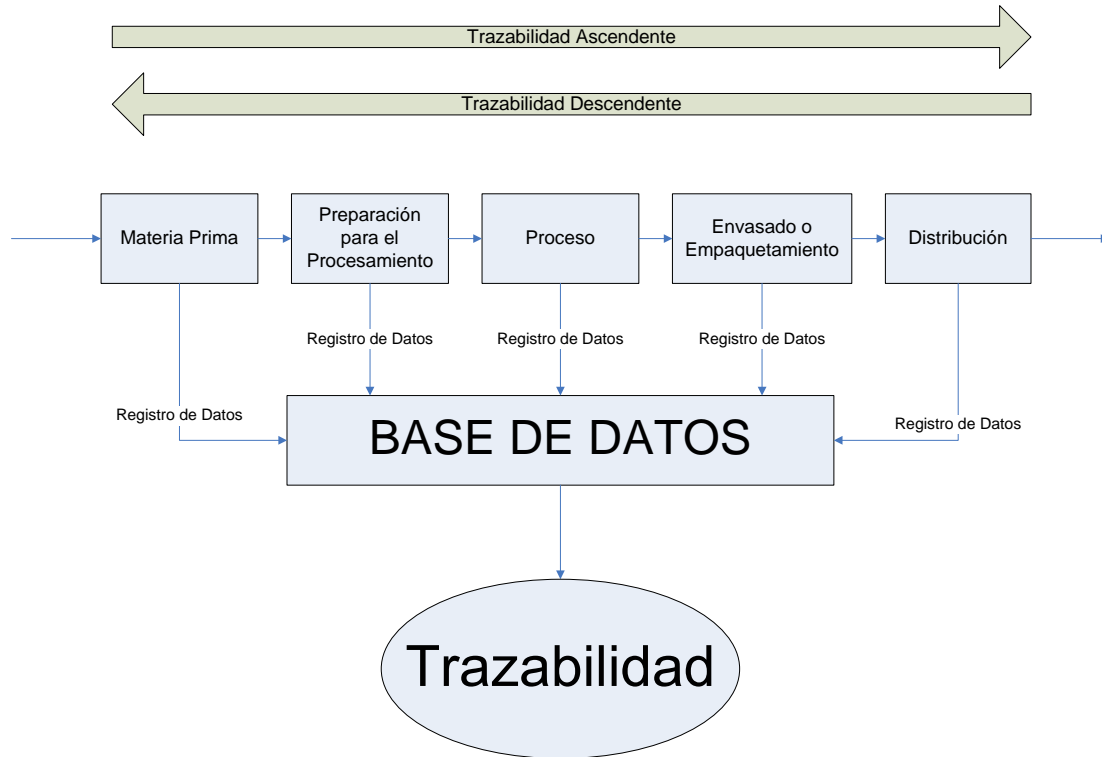 Trazabilidad Ascendente
Trazabilidad Descendente
Materia Prima
Preparación
para el
Procesamiento
Proceso
Envasado o
Empaquetamiento
Distribución
Registro de Datos
Registro de Datos
Registro de Datos
Registro de Datos
Registro de Datos
BASE DE DATOS
Trazabilidad